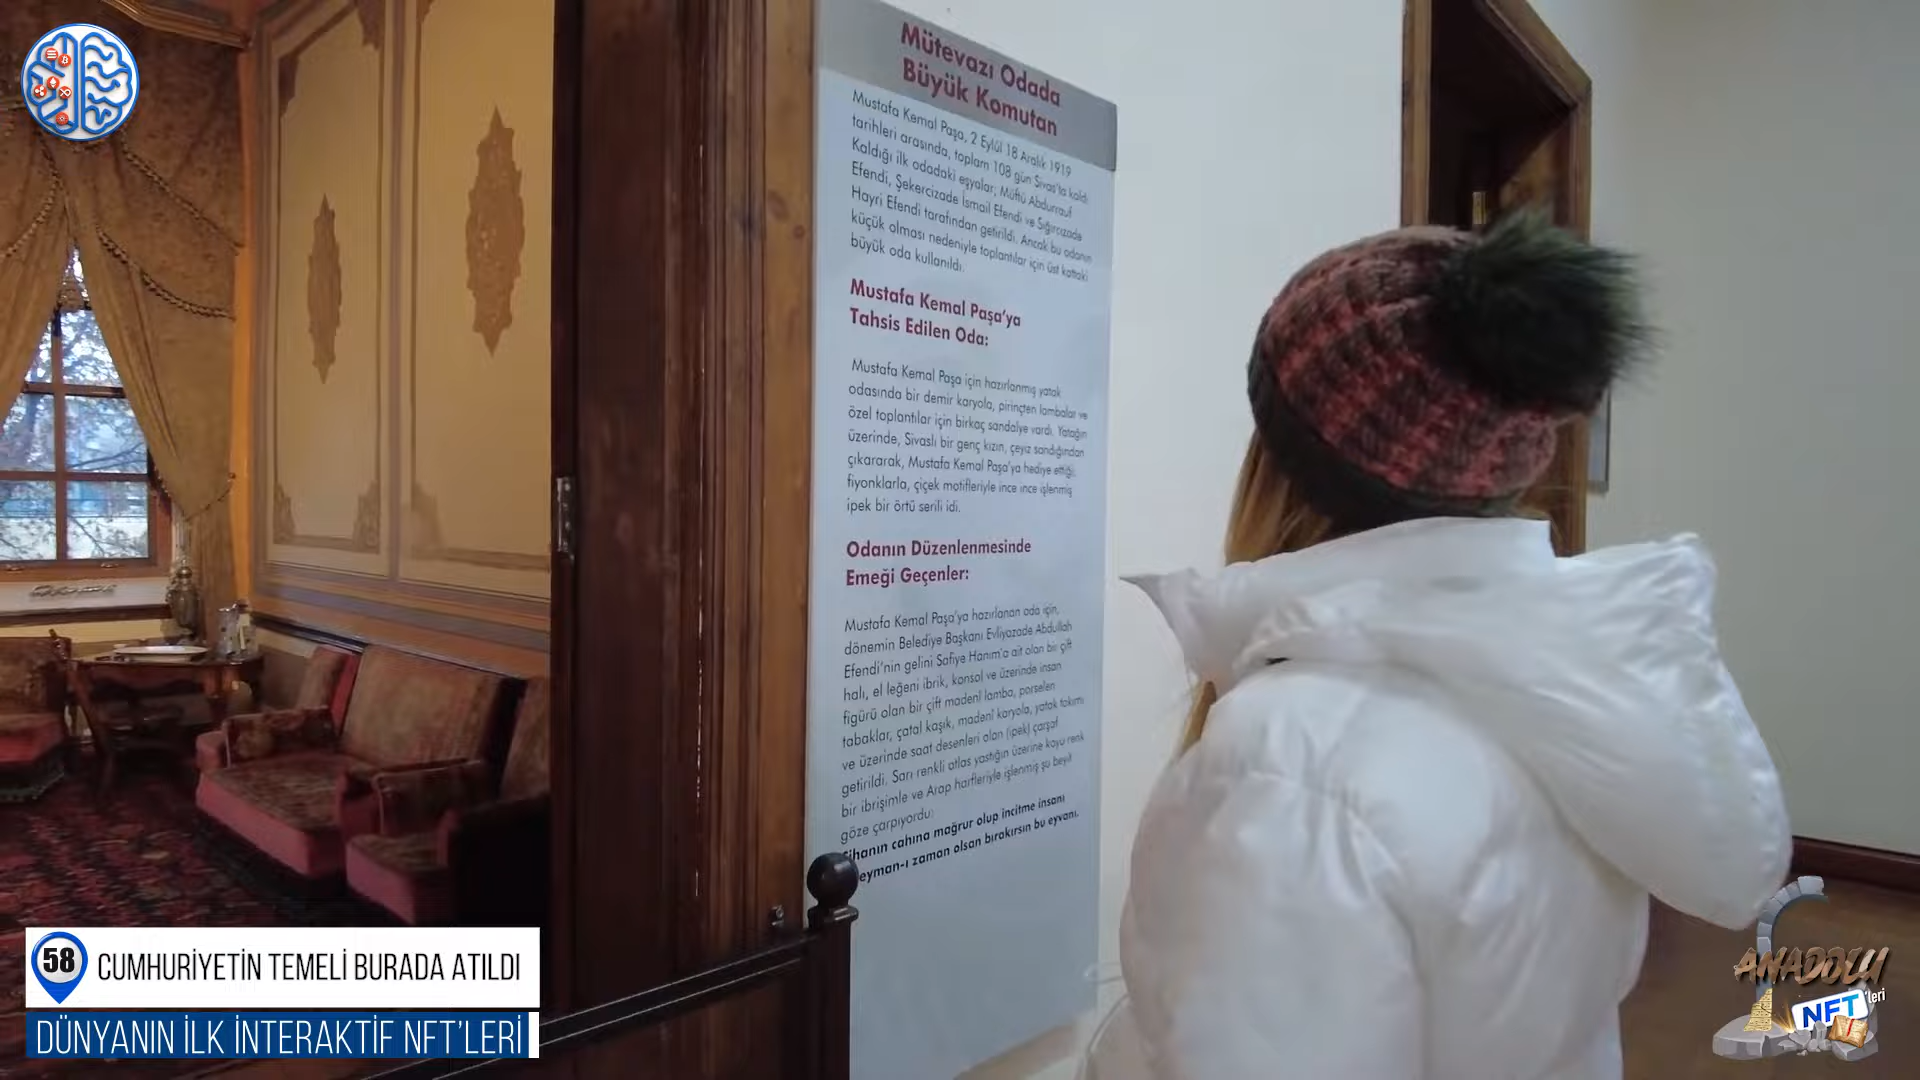 Mütevazı Odada
Büyük Komutan
Mustafa Kemal Paşa, 2 Eylül 18 Aralık 1919
tarihleri arasında, toplam 108 gün Sivas'ta kaldı.
Kaldığı ilk odadaki eşyalar; Müftü Abdurrauf
Efendi, Şekercizade İsmail Efendi ve Sığırcızade
Hayri Efendi tarafından getirildi. Ancak bu odanın
küçük olması nedeniyle toplantılar için üst kattaki
büyük oda kullanıldı.
Mustafa Kemal Paşa'ya
Tahsis Edilen Oda:
Mustafa Kemal Paşa için hazırlanmış yatak
odasında bir demir karyola, pirinçten lambalar ve
özel toplantılar için birkaç sandalye vardı. Yatağın
üzerinde, Sivaslı bir genç kızın, çeyiz sandığından
çıkararak, Mustafa Kemal Paşa'ya hediye ettiği;
fiyonklarla, çiçek motifleriyle ince ince işlenmiş
ipek bir örtü serili idi.
Odanın Düzenlenmesinde
Emeği Geçenler:
Mustafa Kemal Paşa'ya hazırlanan oda için,
dönemin Belediye Başkanı Evliyazade Abdullah
Efendi'nin gelini Safiye Hanım'a ait olan bir çift
halı, el leğeni ibrik, konsol ve üzerinde insan
figürü olan bir çift madenî lamba, porselen
tabaklar, çatal kaşık, madenî karyola, yatak takımı
ve üzerinde saat desenleri olan (ipek) çarşaf
getirildi. Sarı renkli atlas yastığın üzerine koyu renk
bir ibrişimle ve Arap harfleriyle işlenmiş şu beyit
göze çarpıyordu:
Cihanın cahına mağrur olup incitme insanı
eyman-ı zaman olsan bırakırsın bu eyvanı.
58 CUMHURİYETİN TEMELİ BURADA ATILDI
DÜNYANIN İLK İNTERAKTİF NFT'LERİ
ANADOLU
NFT'leri